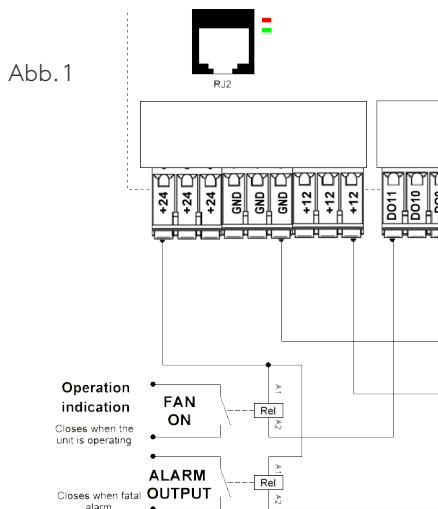 Abb.1
RJ2
+24 +24 +24 GND GND GND +12 +12 +12 DO11 DO10
Operation
indication
Closes when the
unit is operating
FAN
ON
A1
Rel
A2
ALARM
OUTPUT
Closes when fatal
alarm
A1
Rel
A2